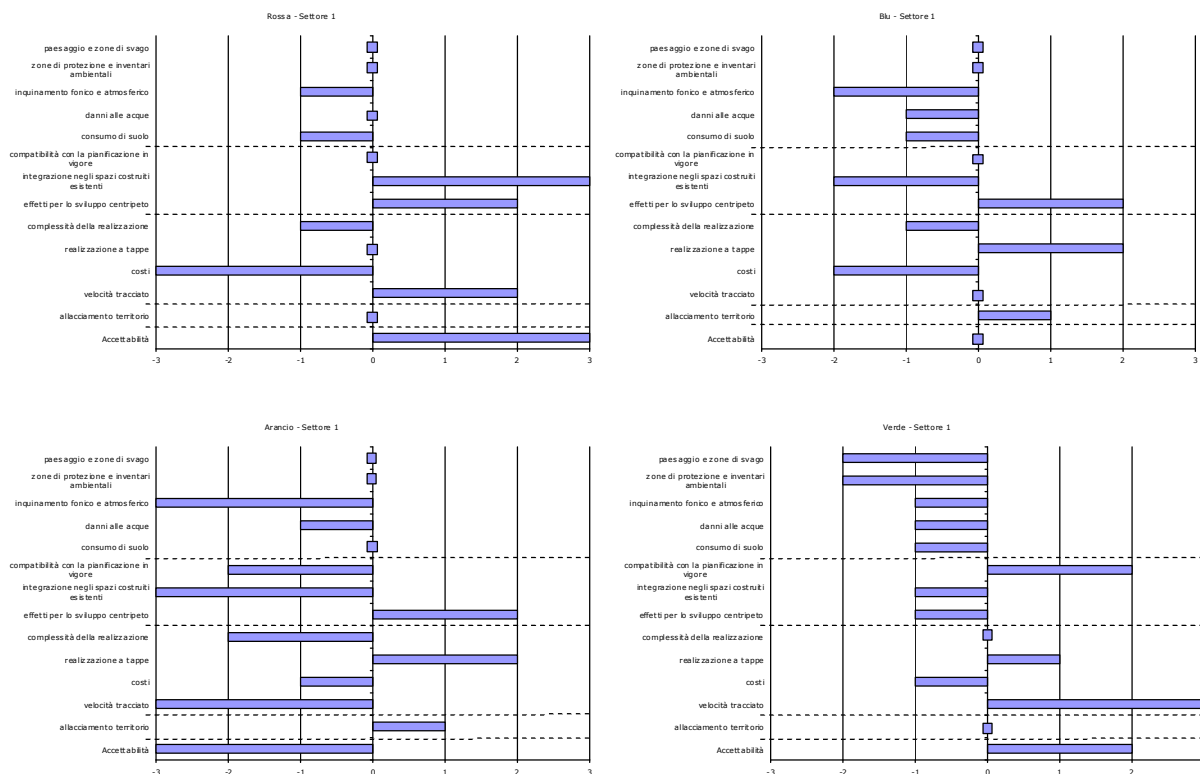 Rossa - Settore 1
paesaggio e zone di svago
zone di protezione e inventari
ambientali
inquinamento fonico e atmosferico
danni alle acque
consumo di suolo
compatibilità con la pianificazione in
vigore
integrazione negli spazi costruiti
esistenti
effetti per lo sviluppo centripeto
complessità della realizzazione
realizzazione a tappe
costi
velocità tracciato
allacciamento territorio
Accettabilità
-3 -2 -1 0 1 2 3
Blu - Settore 1
paesaggio e zone di svago
zone di protezione e inventari
ambientali
inquinamento fonico e atmosferico
danni alle acque
consumo di suolo
compatibilità con la pianificazione in
vigore
integrazione negli spazi costruiti
esistenti
effetti per lo sviluppo centripeto
complessità della realizzazione
realizzazione a tappe
costi
velocità tracciato
allacciamento territorio
Accettabilità
-3 -2 -1 0 1 2 3
Arancio - Settore 1
paesaggio e zone di svago
zone di protezione e inventari
ambientali
inquinamento fonico e atmosferico
danni alle acque
consumo di suolo
compatibilità con la pianificazione in
vigore
integrazione negli spazi costruiti
esistenti
effetti per lo sviluppo centripeto
complessità della realizzazione
realizzazione a tappe
costi
velocità tracciato
allacciamento territorio
Accettabilità
-3 -2 -1 0 1 2 3
Verde - Settore 1
paesaggio e zone di svago
zone di protezione e inventari
ambientali
inquinamento fonico e atmosferico
danni alle acque
consumo di suolo
compatibilità con la pianificazione in
vigore
integrazione negli spazi costruiti
esistenti
effetti per lo sviluppo centripeto
complessità della realizzazione
realizzazione a tappe
costi
velocità tracciato
allacciamento territorio
Accettabilità
-3 -2 -1 0 1 2